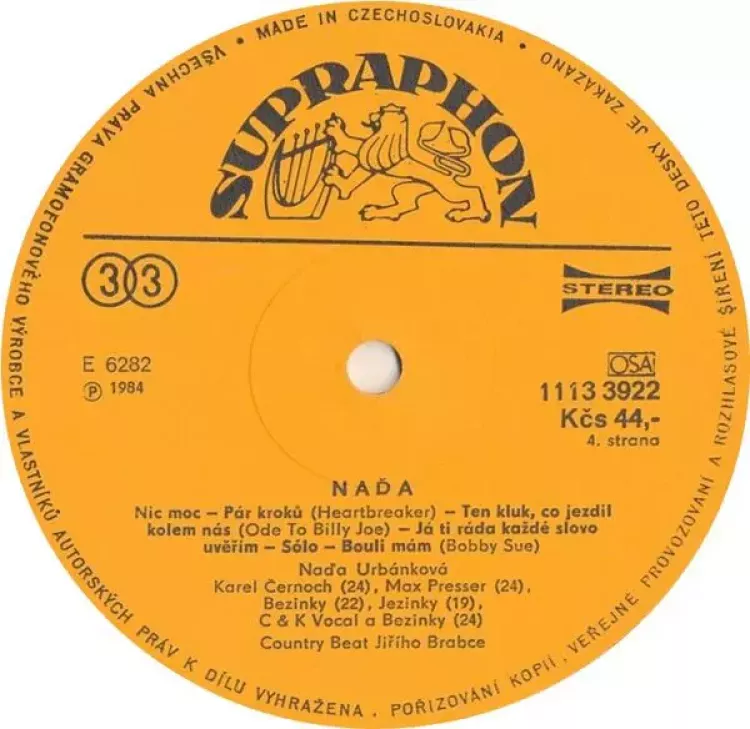 VŠECHNA PRÁVA GRAMOFONOVÉHO VÝROBCE A VLASTNÍKŮ AUTORSKÝCH PRÁV K DÍLU VYHRAŽENA . POŘIZOVÁNÍ KOPIÍ , VEŘEJNÉ PROVOZOVÁNÍ A ROZHLASOVÉ ŠÍŘENÍ TÉTO DESKY JE ZAKÁZÁNO • MADE IN CZECHOSLOVAKIA •
SUPRAPHON
33
STEREO
E 6282
℗ 1984
OSA
1113 3922
Kčs 44,-
4. strana
NAĎA
Nic moc – Pár kroků (Heartbreaker) – Ten kluk, co jezdil
kolem nás (Ode To Billy Joe) – Já ti ráda každé slovo
uvěřím – Sólo – Bouli mám (Bobby Sue)
Naďa Urbánková
Karel Černoch (24), Max Presser (24),
Bezinky (22), Jezinky (19),
C & K Vocal a Bezinky (24)
Country Beat Jiřího Brabce